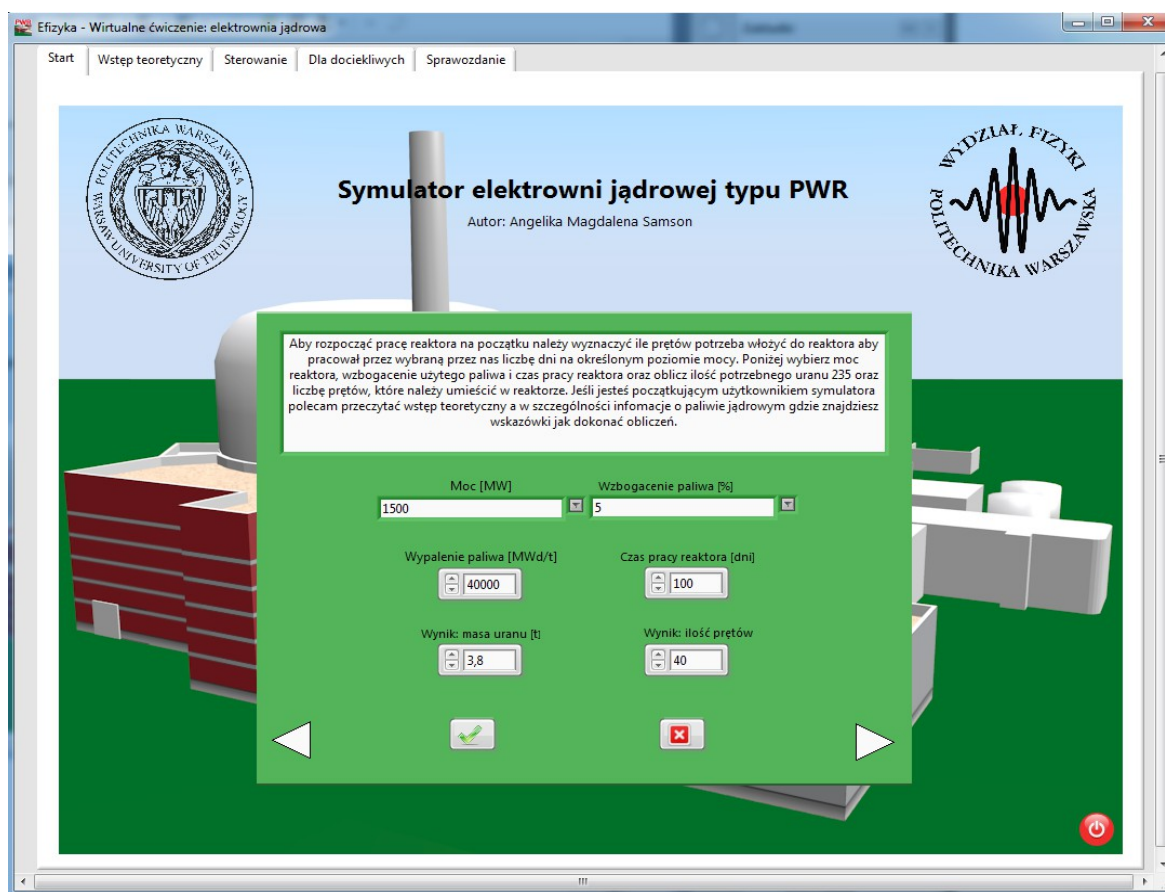 Efizyka - Wirtualne ćwiczenie: elektrownia jądrowa
Start
Wstęp teoretyczny
Sterowanie
Dla dociekliwych
Sprawozdanie
POLITECHNIKA WARSZAWSKA
WARSAW UNIVERSITY OF TECHNOLOGY
WYDZIAŁ FIZYKI
POLITECHNIKA WARSZAWSKA
Symulator elektrowni jądrowej typu PWR
Autor: Angelika Magdalena Samson
Aby rozpocząć pracę reaktora na początku należy wyznaczyć ile prętów potrzeba włożyć do reaktora aby
pracował przez wybraną przez nas liczbę dni na określonym poziomie mocy. Poniżej wybierz moc
reaktora, wzbogacenie użytego paliwa i czas pracy reaktora oraz oblicz ilość potrzebnego uranu 235 oraz
liczbę prętów, które należy umieścić w reaktorze. Jeśli jesteś początkującym użytkownikiem symulatora
polecam przeczytać wstęp teoretyczny a w szczególności infomacje o paliwie jądrowym gdzie znajdziesz
wskazówki jak dokonać obliczeń.
Moc [MW]
Wzbogacenie paliwa [%]
1500
5
Wypalenie paliwa [MWd/t]
Czas pracy reaktora [dni]
40000
100
Wynik: masa uranu [t]
Wynik: ilość prętów
3,8
40